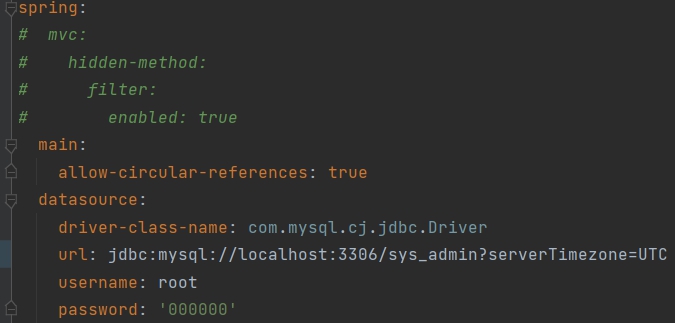 spring:
#  mvc:
#    hidden-method:
#      filter:
#        enabled: true
  main:
    allow-circular-references: true
  datasource:
    driver-class-name: com.mysql.cj.jdbc.Driver
    url: jdbc:mysql://localhost:3306/sys_admin?serverTimezone=UTC
    username: root
    password: '000000'